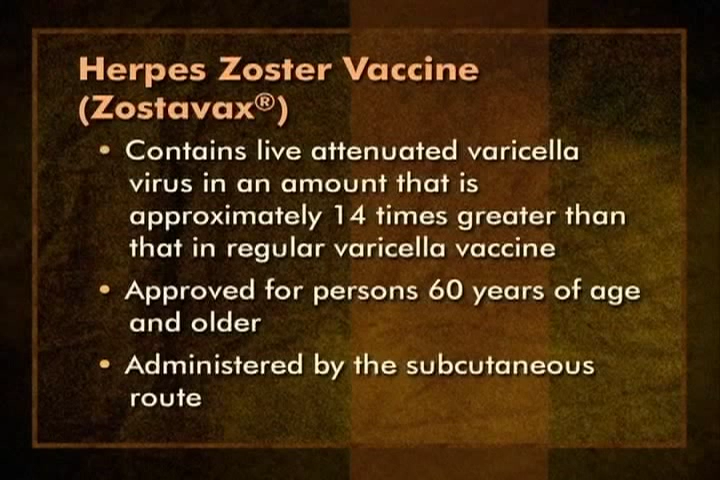 Herpes Zoster Vaccine
(Zostavax®)
• Contains live attenuated varicella
virus in an amount that is
approximately 14 times greater than
that in regular varicella vaccine
• Approved for persons 60 years of age
and older
• Administered by the subcutaneous
route